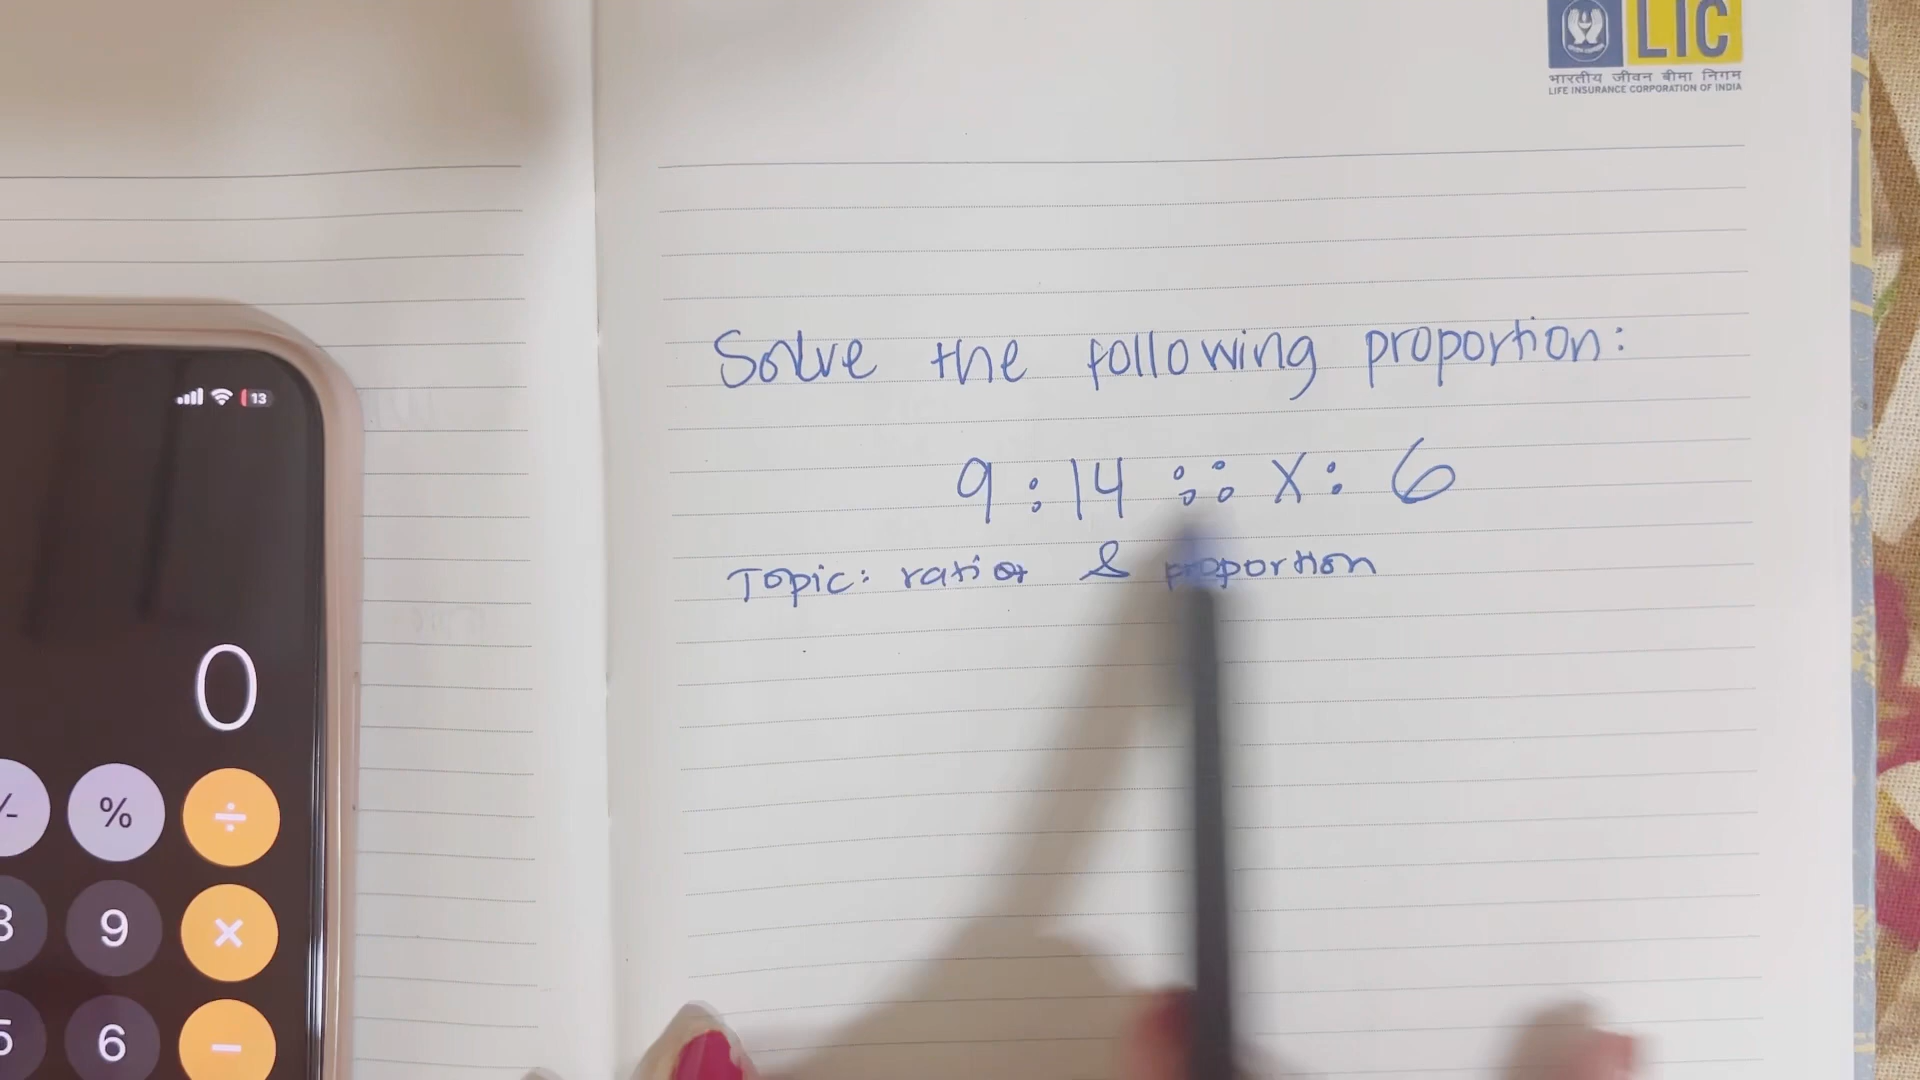 LIC
भारतीय जीवन बीमा निगम
LIFE INSURANCE CORPORATION OF INDIA
Solve the following proportion:
9 : 14 :: x : 6
Topic: ratio & proportion
13
0
% ÷
9 ×
6 −